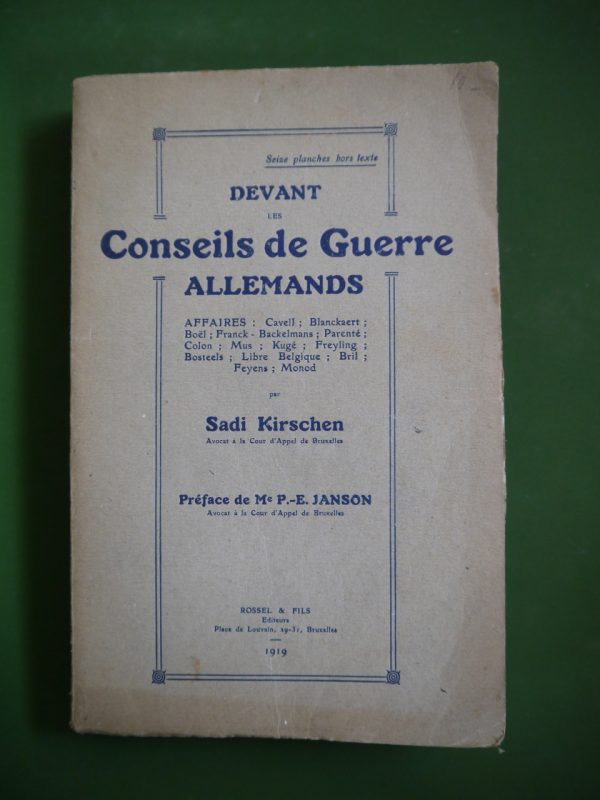 Seize planches hors texte
DEVANT
LES
Conseils de Guerre
ALLEMANDS
AFFAIRES : Cavell ; Blanckaert ;
Boël ; Franck - Backelmans ; Parenté ;
Colon ; Mus ; Kugé ; Freyling ;
Bosteels ; Libre Belgique ; Bril ;
Feyens ; Monod
par
Sadi Kirschen
Avocat à la Cour d'Appel de Bruxelles
Préface de Me P.-E. JANSON
Avocat à la Cour d'Appel de Bruxelles
ROSSEL & FILS
Editeurs
Place de Louvain, 29-31, Bruxelles
1919